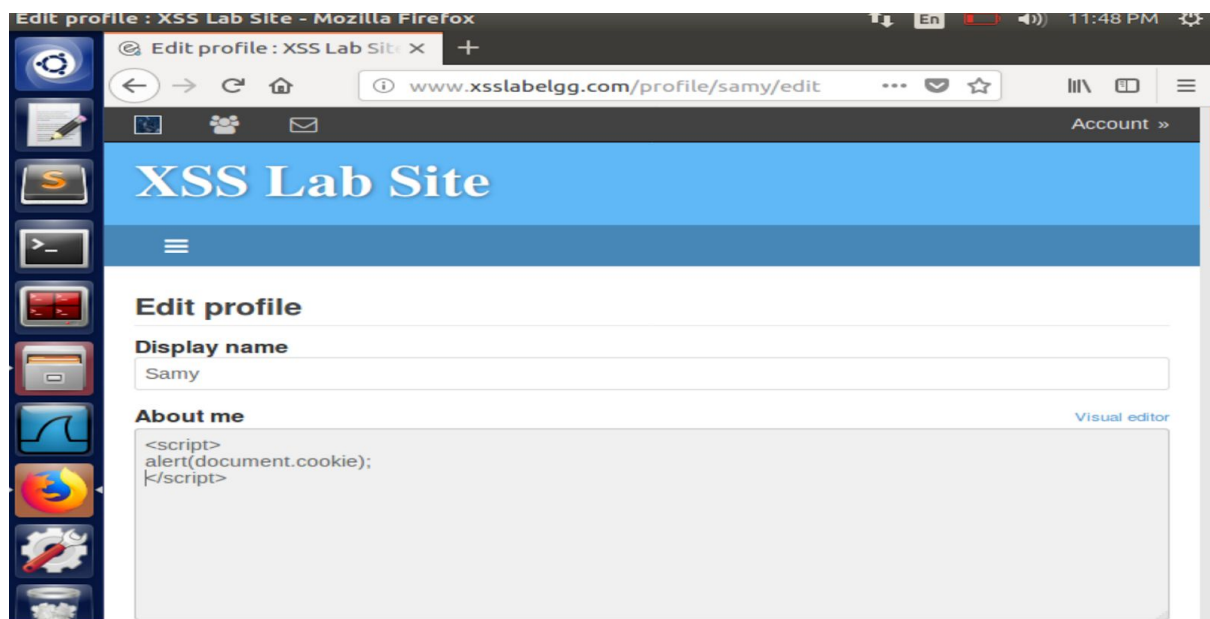 Edit profile : XSS Lab Site - Mozilla Firefox En 11:48 PM
Edit profile : XSS Lab Sit
www.xsslabelgg.com/profile/samy/edit
Account »
XSS Lab Site
Edit profile
Display name
Samy
About me Visual editor
<script>
alert(document.cookie);
</script>